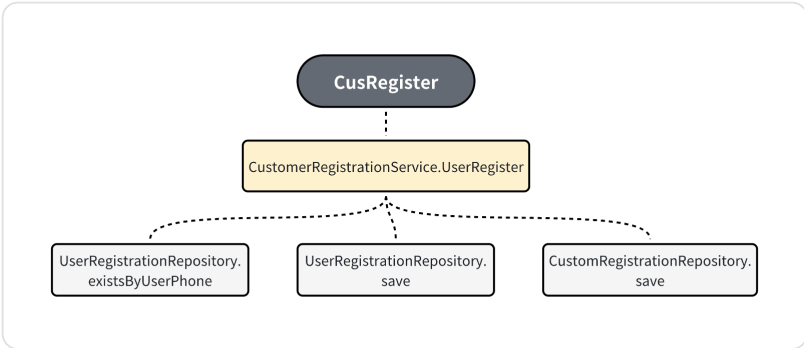 CusRegister
CustomerRegistrationService.UserRegister
UserRegistrationRepository.
existsByUserPhone
UserRegistrationRepository.
save
CustomRegistrationRepository.
save